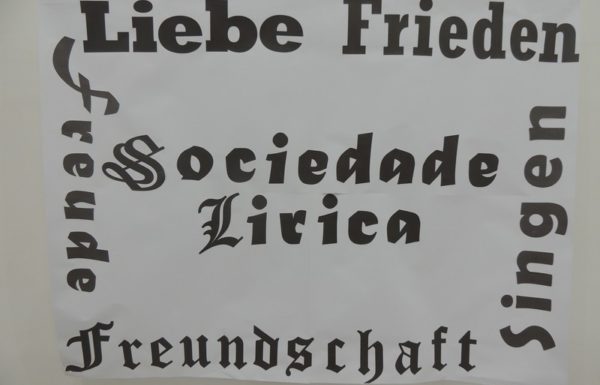 Liebe Frieden
Freude
Sociedade
Lirica
Singen
Freundschaft